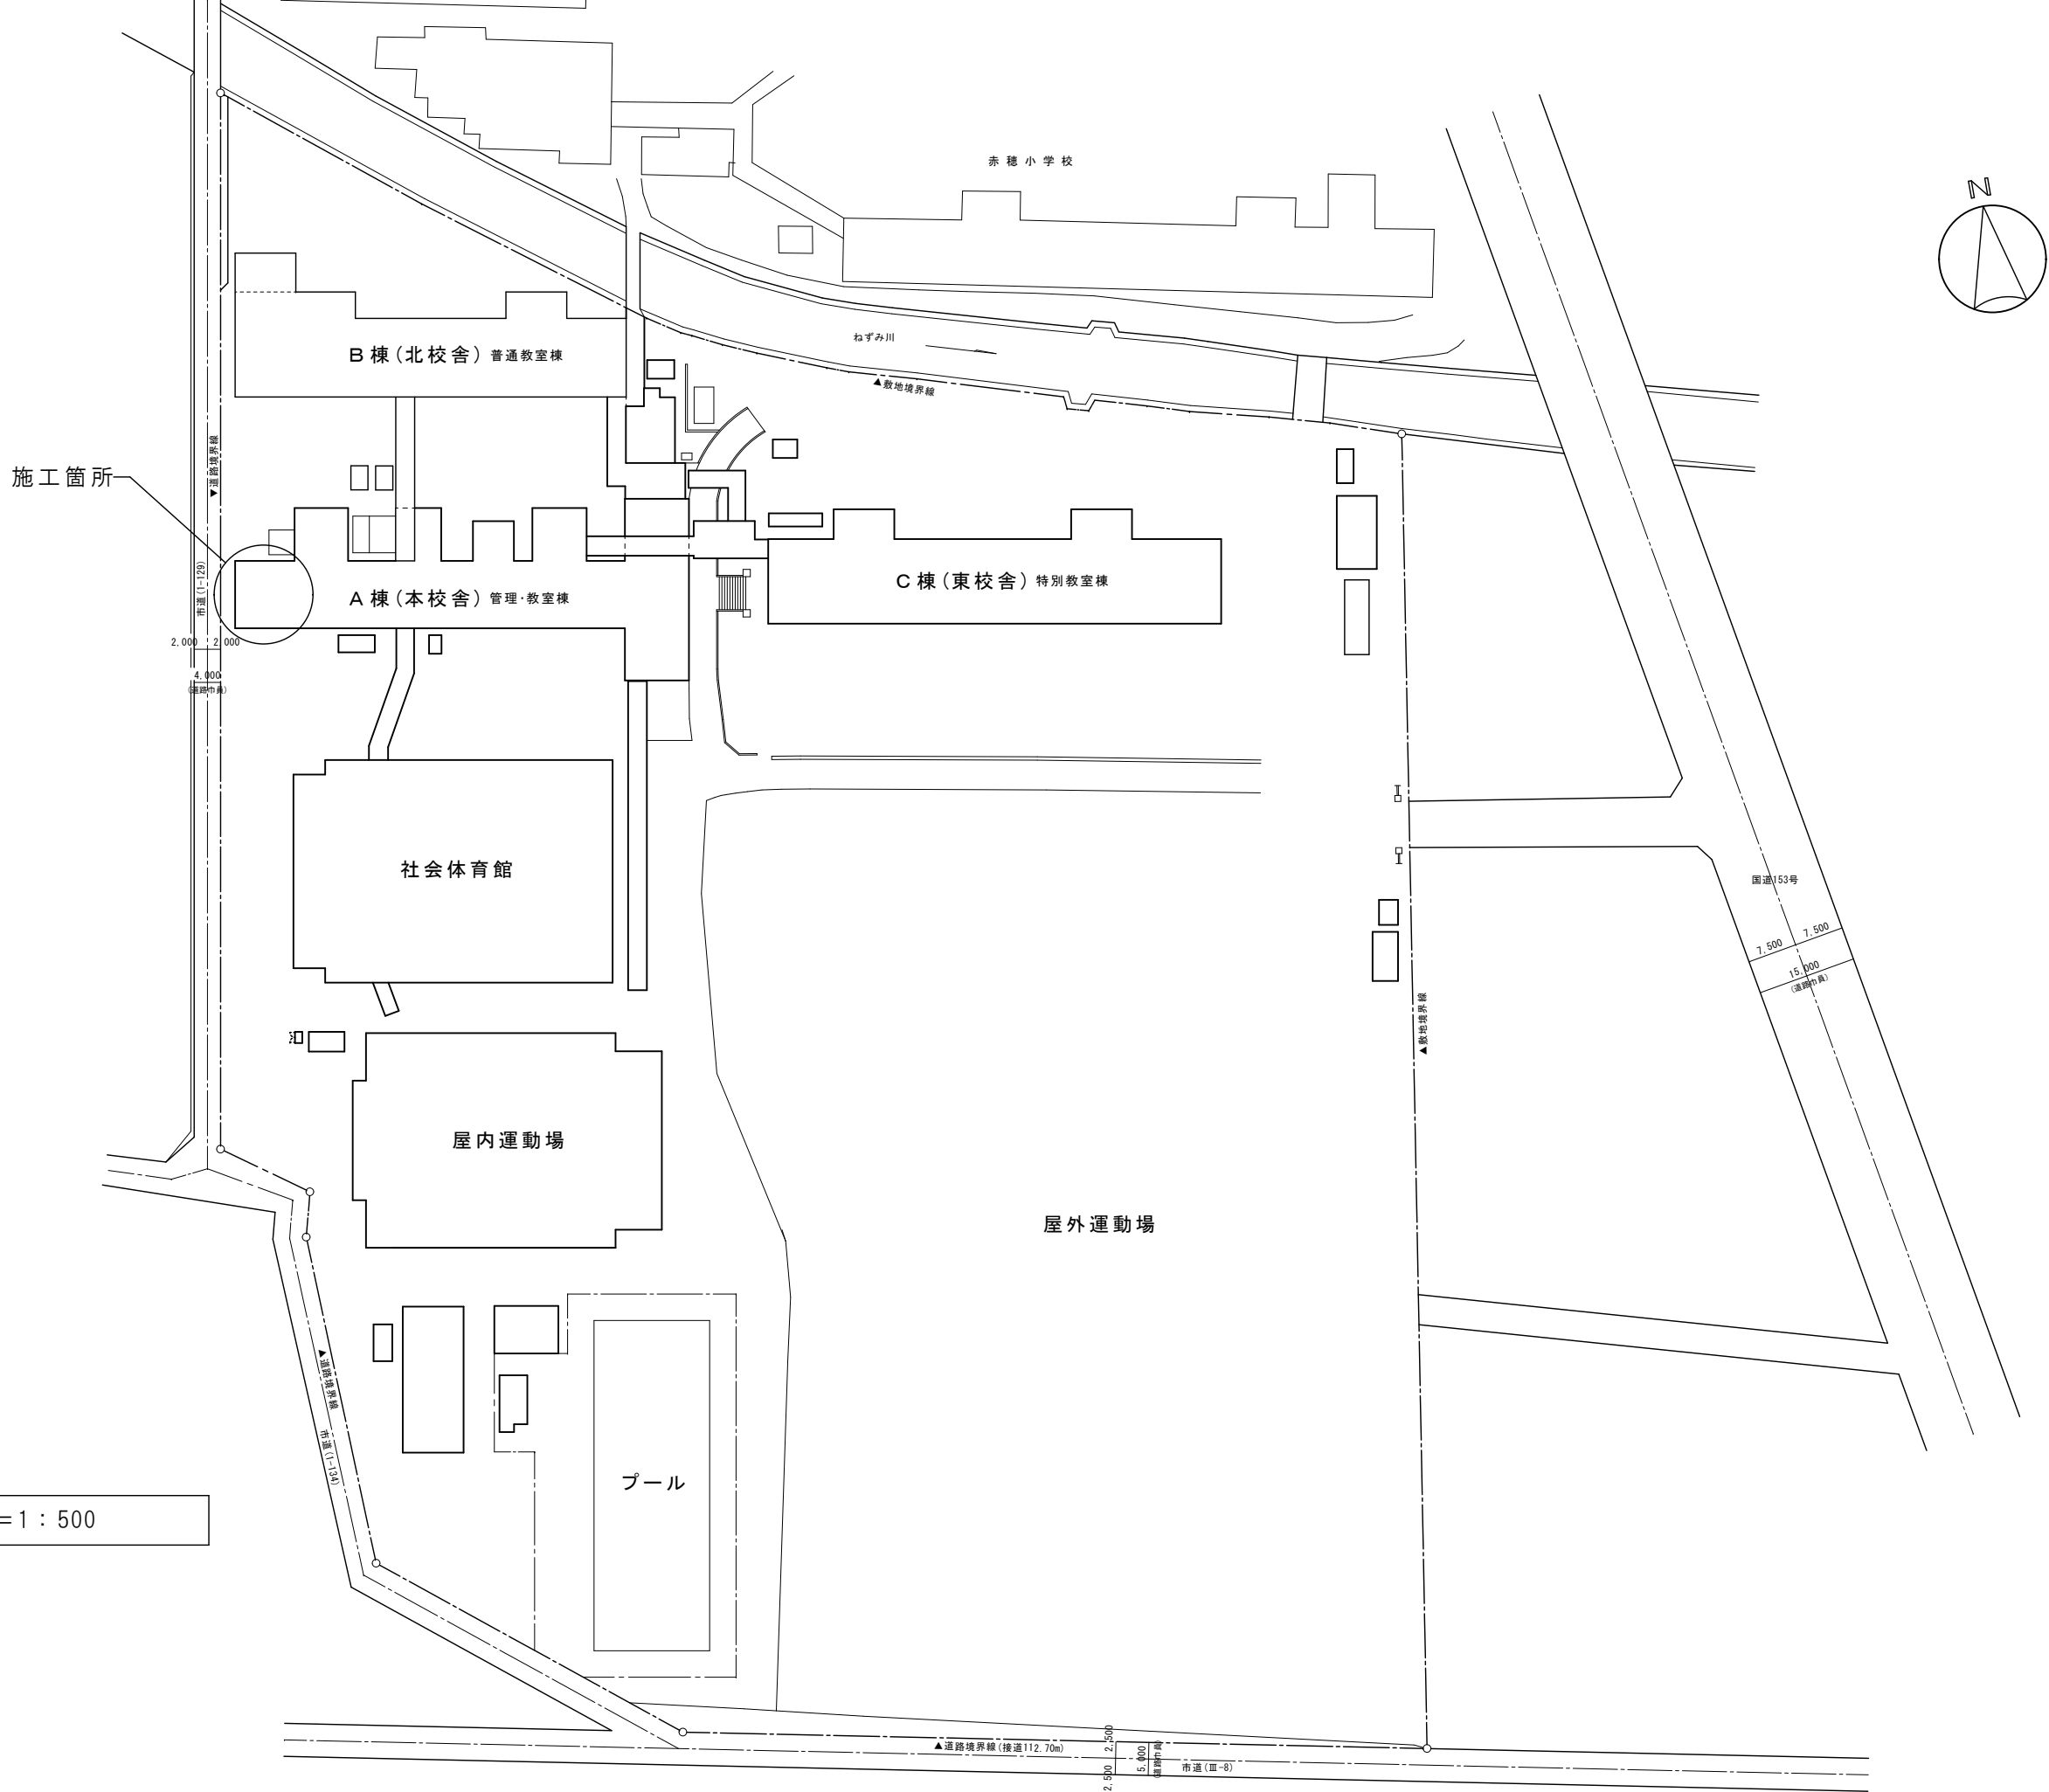 赤穂小学校
N
ねずみ川
▲敷地境界線
B棟(北校舎) 普通教室棟
▼道路境界線
施工箇所
市道(1-129)
A棟(本校舎) 管理・教室棟
C棟(東校舎) 特別教室棟
2,000 2,000
4,000
(道路巾員)
社会体育館
国道153号
7,500 7,500
15,000
(道路巾員)
▲敷地境界線
屋内運動場
屋外運動場
▼道路境界線
市道(1-134)
プール
=1:500
▲道路境界線(接道112.70m)
2,500 2,500
5,000
(道路巾員)
市道(Ⅲ-8)